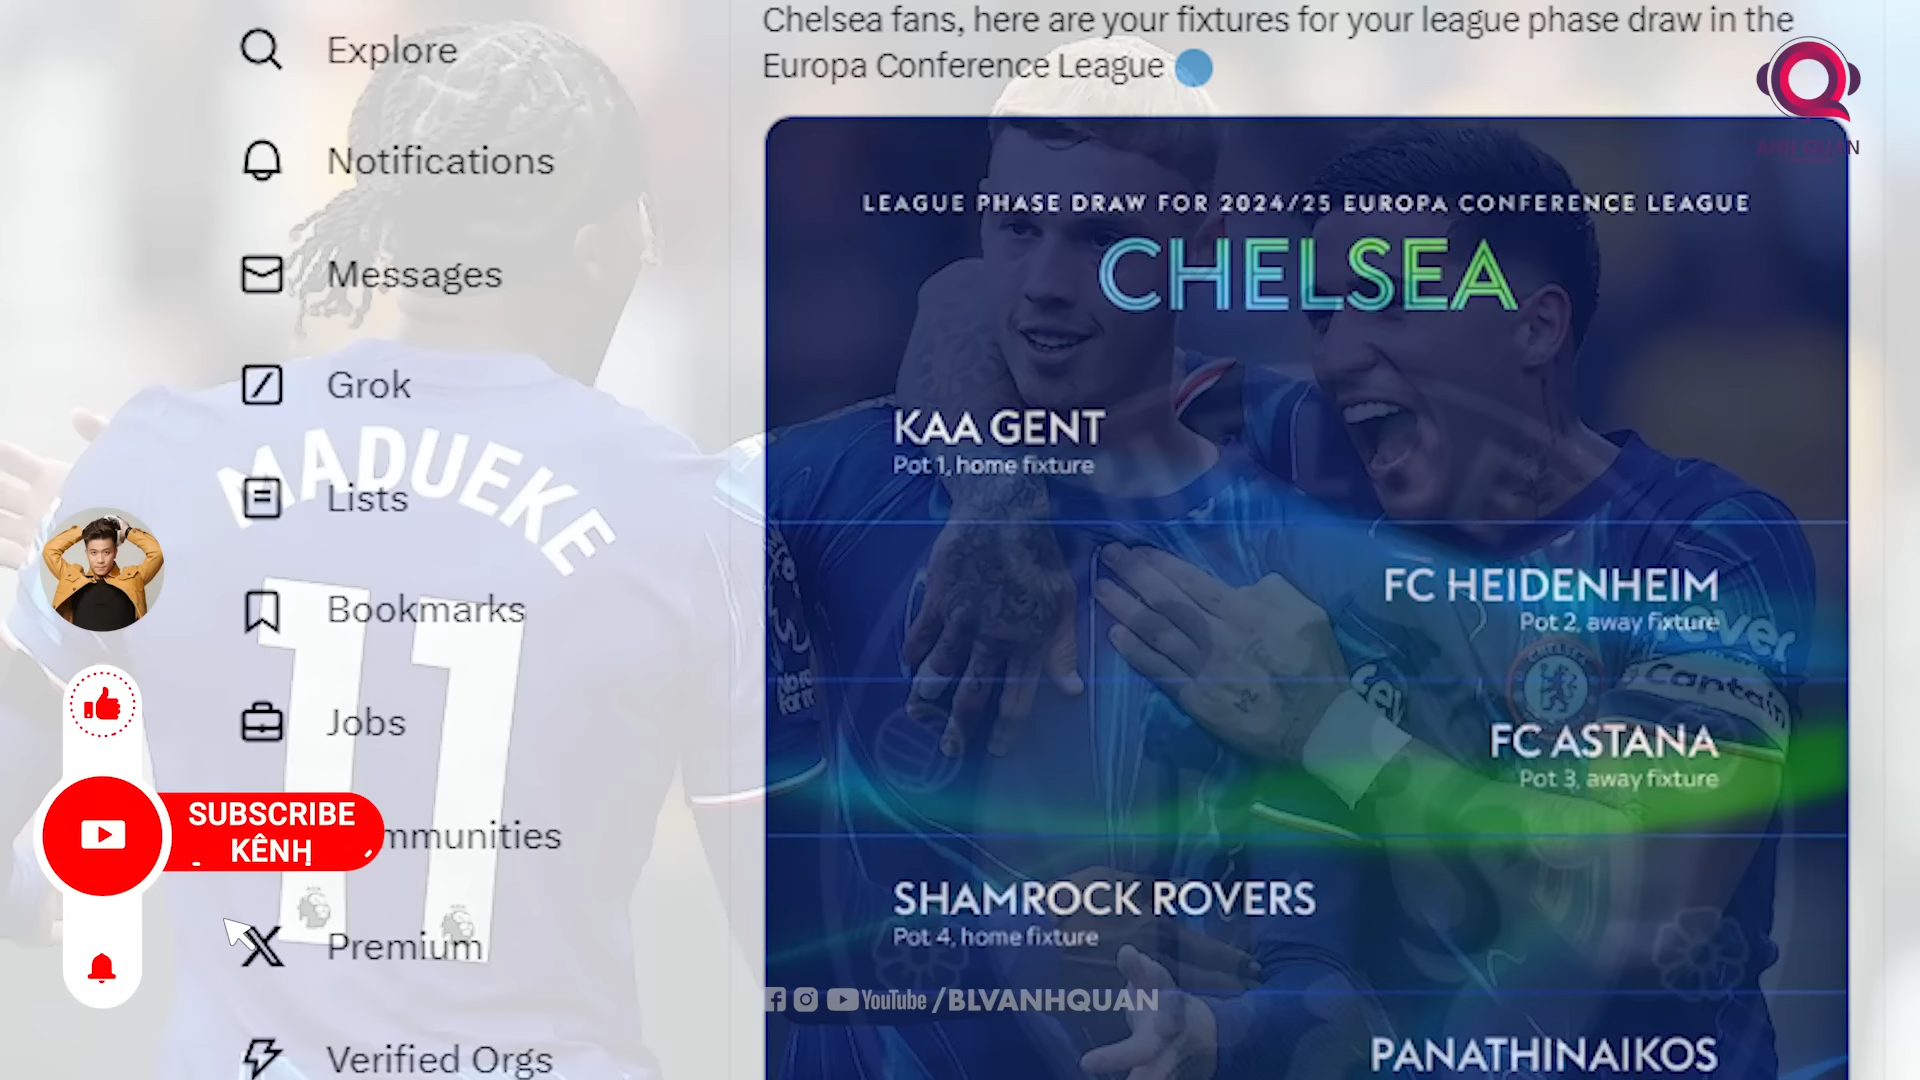 Explore
Notifications
Messages
Grok
Lists
Bookmarks
Jobs
mmunities
Premium
Verified Orgs
MADUEKE
11
SUBSCRIBE
KÊNH
Chelsea fans, here are your fixtures for your league phase draw in the
Europa Conference League
LEAGUE PHASE DRAW FOR 2024/25 EUROPA CONFERENCE LEAGUE
CHELSEA
KAA GENT
Pot 1, home fixture
FC HEIDENHEIM
Pot 2, away fixture
FC ASTANA
Pot 3, away fixture
SHAMROCK ROVERS
Pot 4, home fixture
PANATHINAIKOS
Captain
YouTube /BLVANHQUAN
ANH QUAN